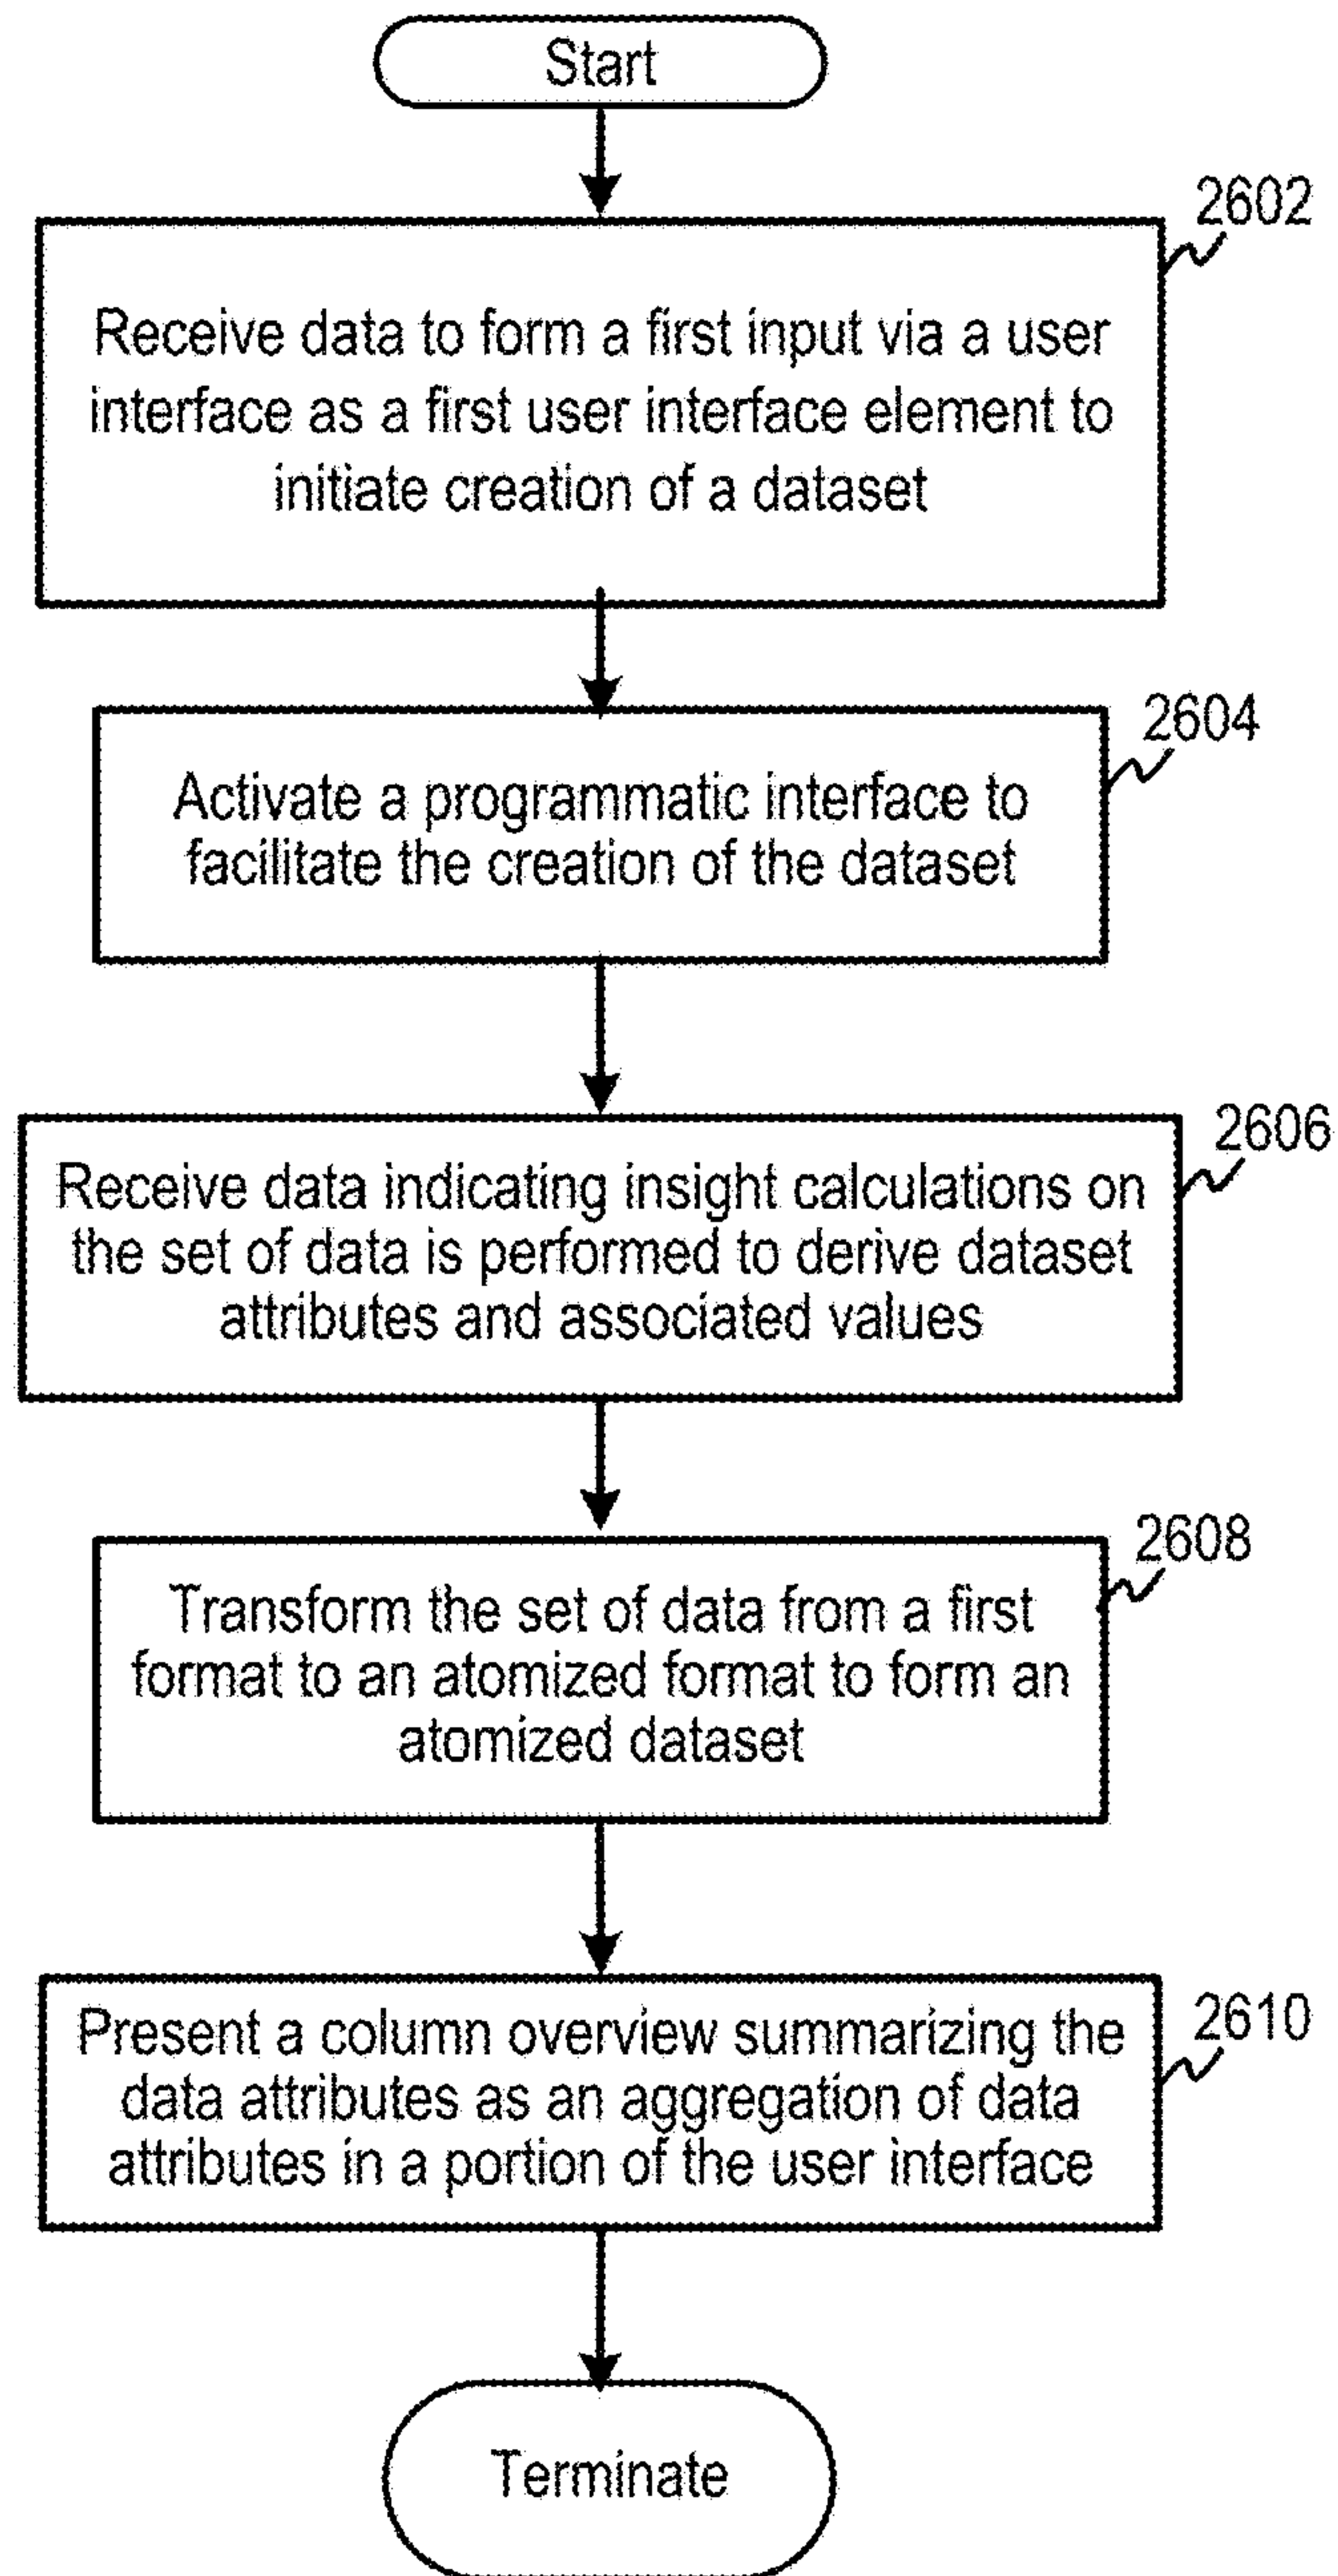 Start
2602
Receive data to form a first input via a user
interface as a first user interface element to
initiate creation of a dataset
2604
Activate a programmatic interface to
facilitate the creation of the dataset
2606
Receive data indicating insight calculations on
the set of data is performed to derive dataset
attributes and associated values
2608
Transform the set of data from a first
format to an atomized format to form an
atomized dataset
2610
Present a column overview summarizing the
data attributes as an aggregation of data
attributes in a portion of the user interface
Terminate